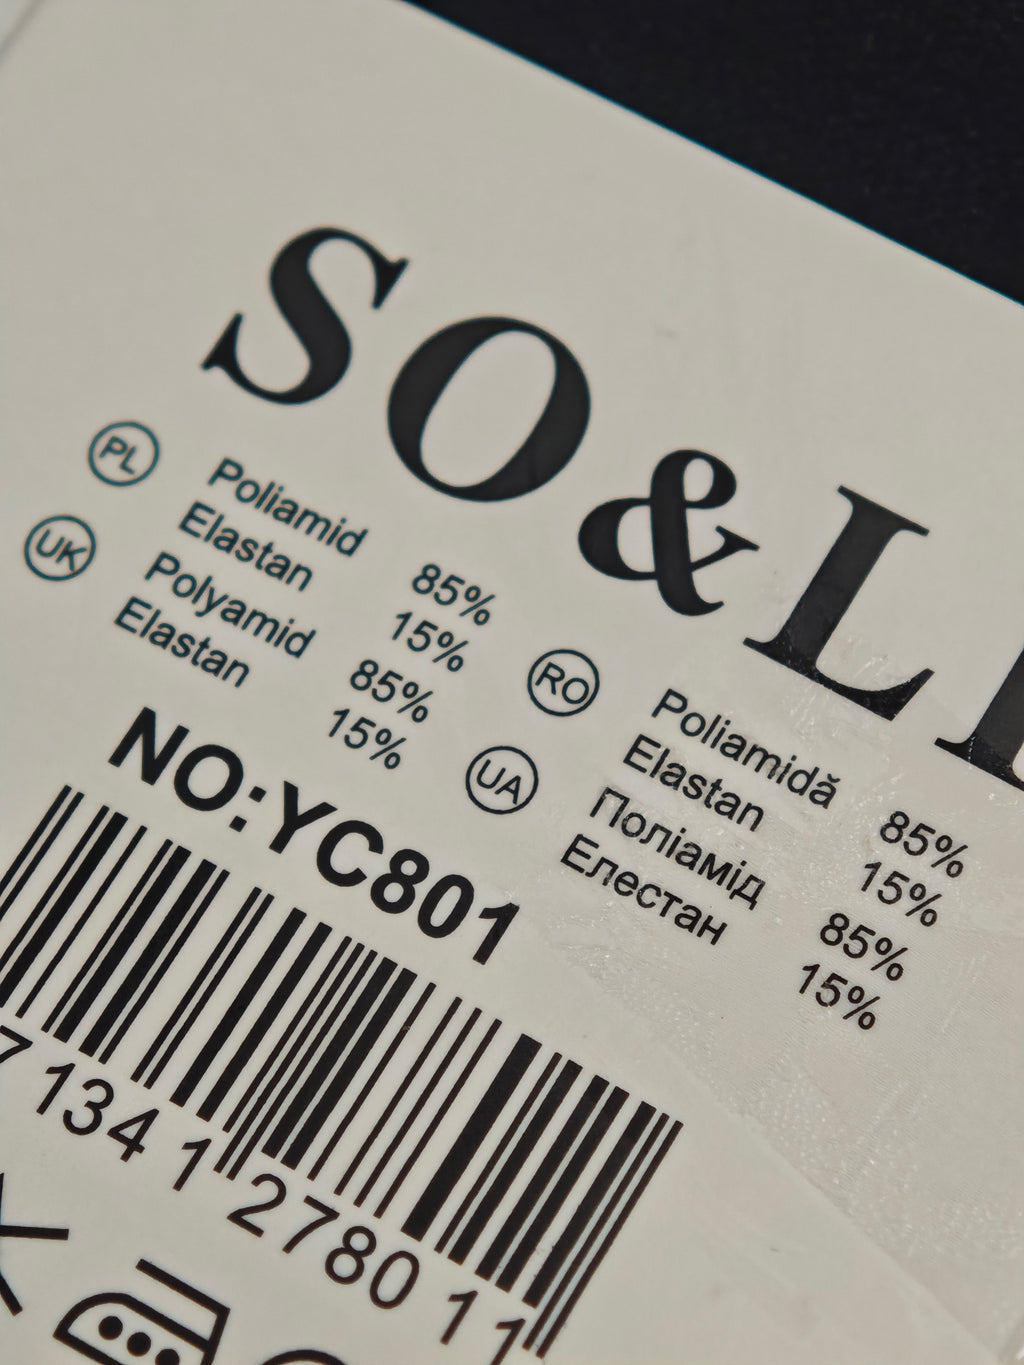 SO&L
PL Poliamid 85%
Elastan 15%
UK Polyamid 85%
Elastan 15%
RO Poliamidă 85%
Elastan 15%
UA Поліамід 85%
Елестан 15%
NO:YC801
7 134 1 2780 11